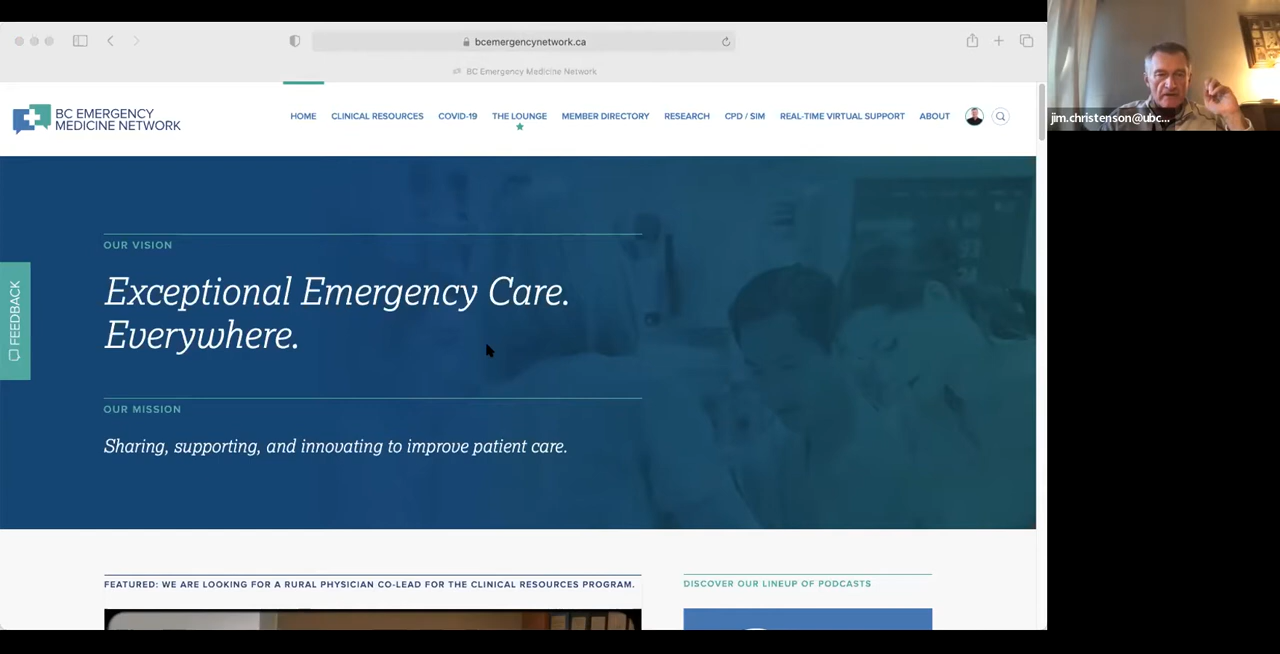 bcemergencynetwork.ca
BC Emergency Medicine Network
BC EMERGENCY
MEDICINE NETWORK
HOME CLINICAL RESOURCES COVID-19 THE LOUNGE MEMBER DIRECTORY RESEARCH CPD / SIM REAL-TIME VIRTUAL SUPPORT ABOUT
jim.christenson@ubc...
OUR VISION
Exceptional Emergency Care.
Everywhere.
FEEDBACK
OUR MISSION
Sharing, supporting, and innovating to improve patient care.
FEATURED: WE ARE LOOKING FOR A RURAL PHYSICIAN CO-LEAD FOR THE CLINICAL RESOURCES PROGRAM.
DISCOVER OUR LINEUP OF PODCASTS